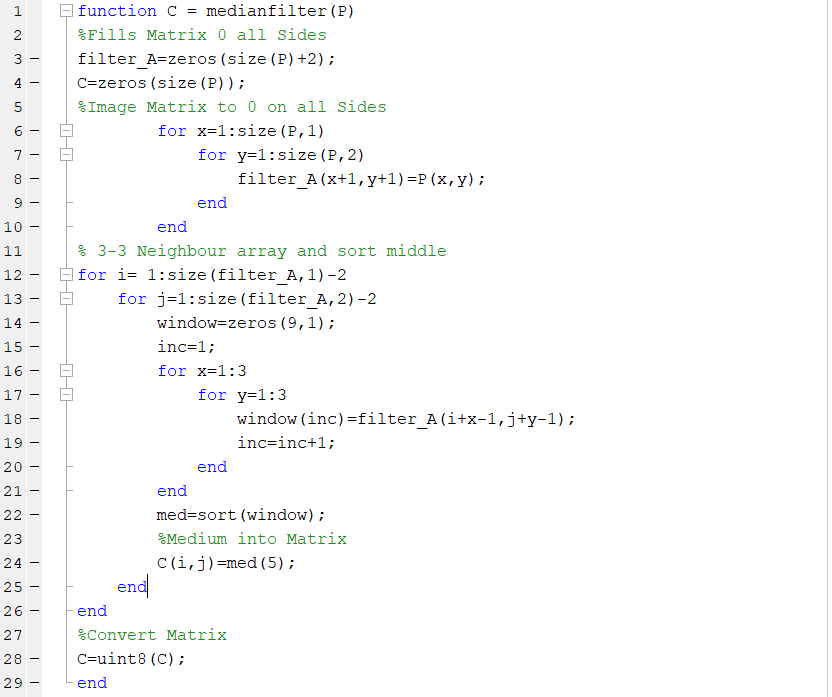 1 function C = medianfilter(P)
2 %Fills Matrix 0 all Sides
3 – filter_A=zeros(size(P)+2);
4 – C=zeros(size(P));
5 %Image Matrix to 0 on all Sides
6 – for x=1:size(P,1)
7 – for y=1:size(P,2)
8 – filter_A(x+1,y+1)=P(x,y);
9 – end
10 – end
11 % 3-3 Neighbour array and sort middle
12 – for i= 1:size(filter_A,1)-2
13 – for j=1:size(filter_A,2)-2
14 – window=zeros(9,1);
15 – inc=1;
16 – for x=1:3
17 – for y=1:3
18 – window(inc)=filter_A(i+x-1,j+y-1);
19 – inc=inc+1;
20 – end
21 – end
22 – med=sort(window);
23 %Medium into Matrix
24 – C(i,j)=med(5);
25 – end
26 – end
27 %Convert Matrix
28 – C=uint8(C);
29 – end